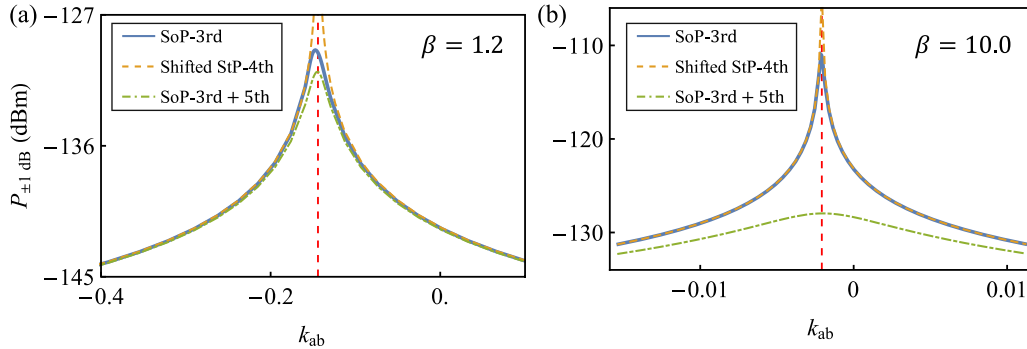 (a)
−127
SoP-3rd
Shifted StP-4th
SoP-3rd + 5th
β = 1.2
P±1 dB (dBm)
−136
−145
−0.4
−0.2
0.
kab
(b)
−110
SoP-3rd
Shifted StP-4th
SoP-3rd + 5th
β = 10.0
−120
−130
−0.01
0
0.01
kab